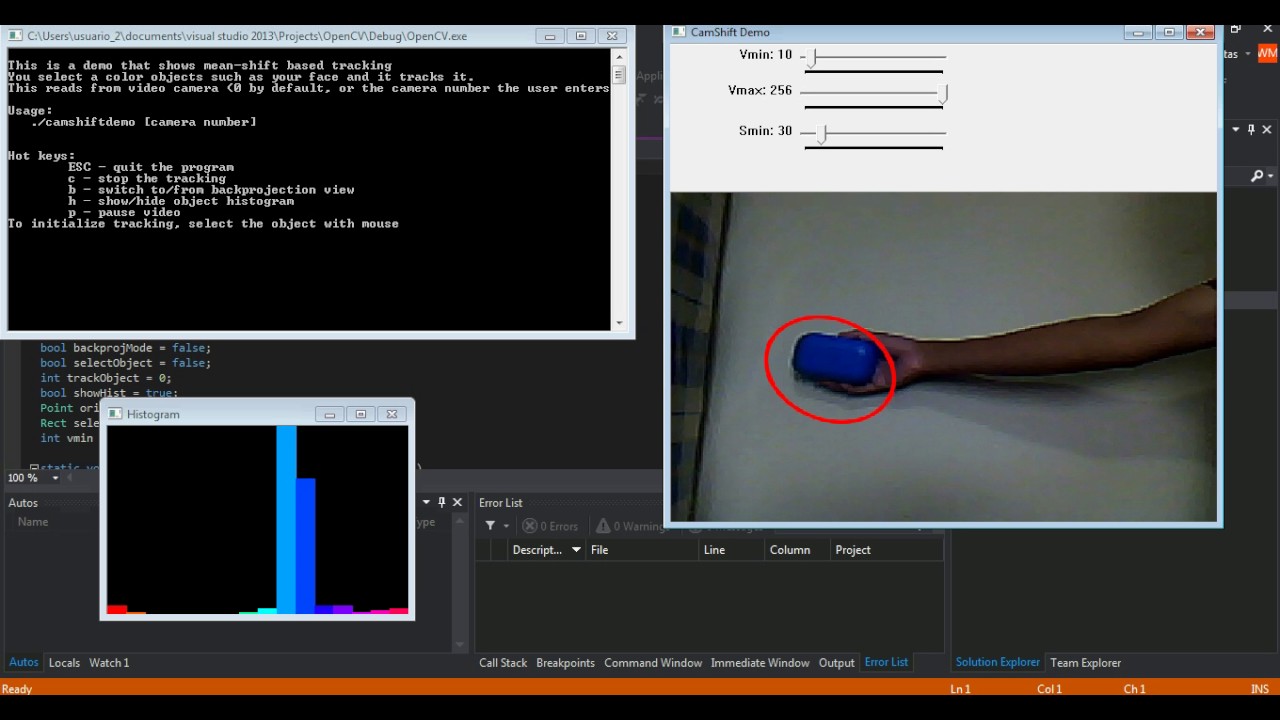 C:\Users\usuario_2\documents\visual studio 2013\Projects\OpenCV\Debug\OpenCV.exe
This is a demo that shows mean-shift based tracking
You select a color objects such as your face and it tracks it.
This reads from video camera (0 by default, or the camera number the user enters
Usage:
./camshiftdemo [camera number]
Hot keys:
ESC - quit the program
c - stop the tracking
b - switch to/from backprojection view
h - show/hide object histogram
p - pause video
To initialize tracking, select the object with mouse
CamShift Demo
Vmin: 10
Vmax: 256
Smin: 30
WM
bool backprojMode = false;
bool selectObject = false;
int trackObject = 0;
bool showHist = true;
Point ori
Rect sele
int vmin
Histogram
100 %
Autos
Name
Error List
0 Errors
Descript...
File
Line
Column
Project
Autos
Locals
Watch 1
Call Stack
Breakpoints
Command Window
Immediate Window
Output
Error List
Solution Explorer
Team Explorer
Ready
Ln 1
Col 1
Ch 1
INS